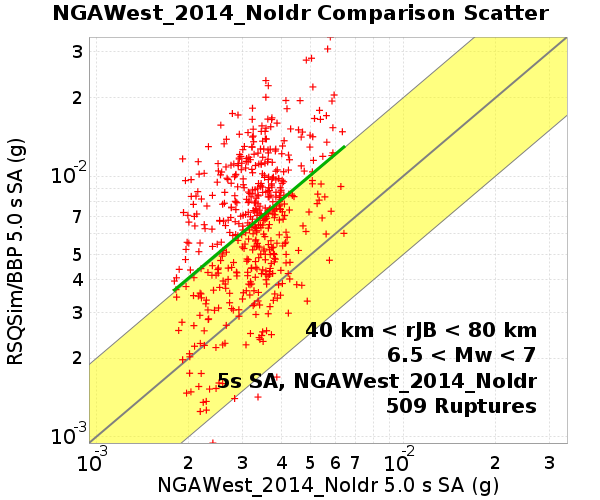 NGAWest_2014_NoIdr Comparison Scatter
RSQSim/BBP 5.0 s SA (g)
3
2
10-2
7
5
4
3
2
10-3
40 km < rJB < 80 km
6.5 < Mw < 7
5s SA, NGAWest_2014_NoIdr
509 Ruptures
10-3 2 3 4 5 6 7 10-2 2 3
NGAWest_2014_NoIdr 5.0 s SA (g)